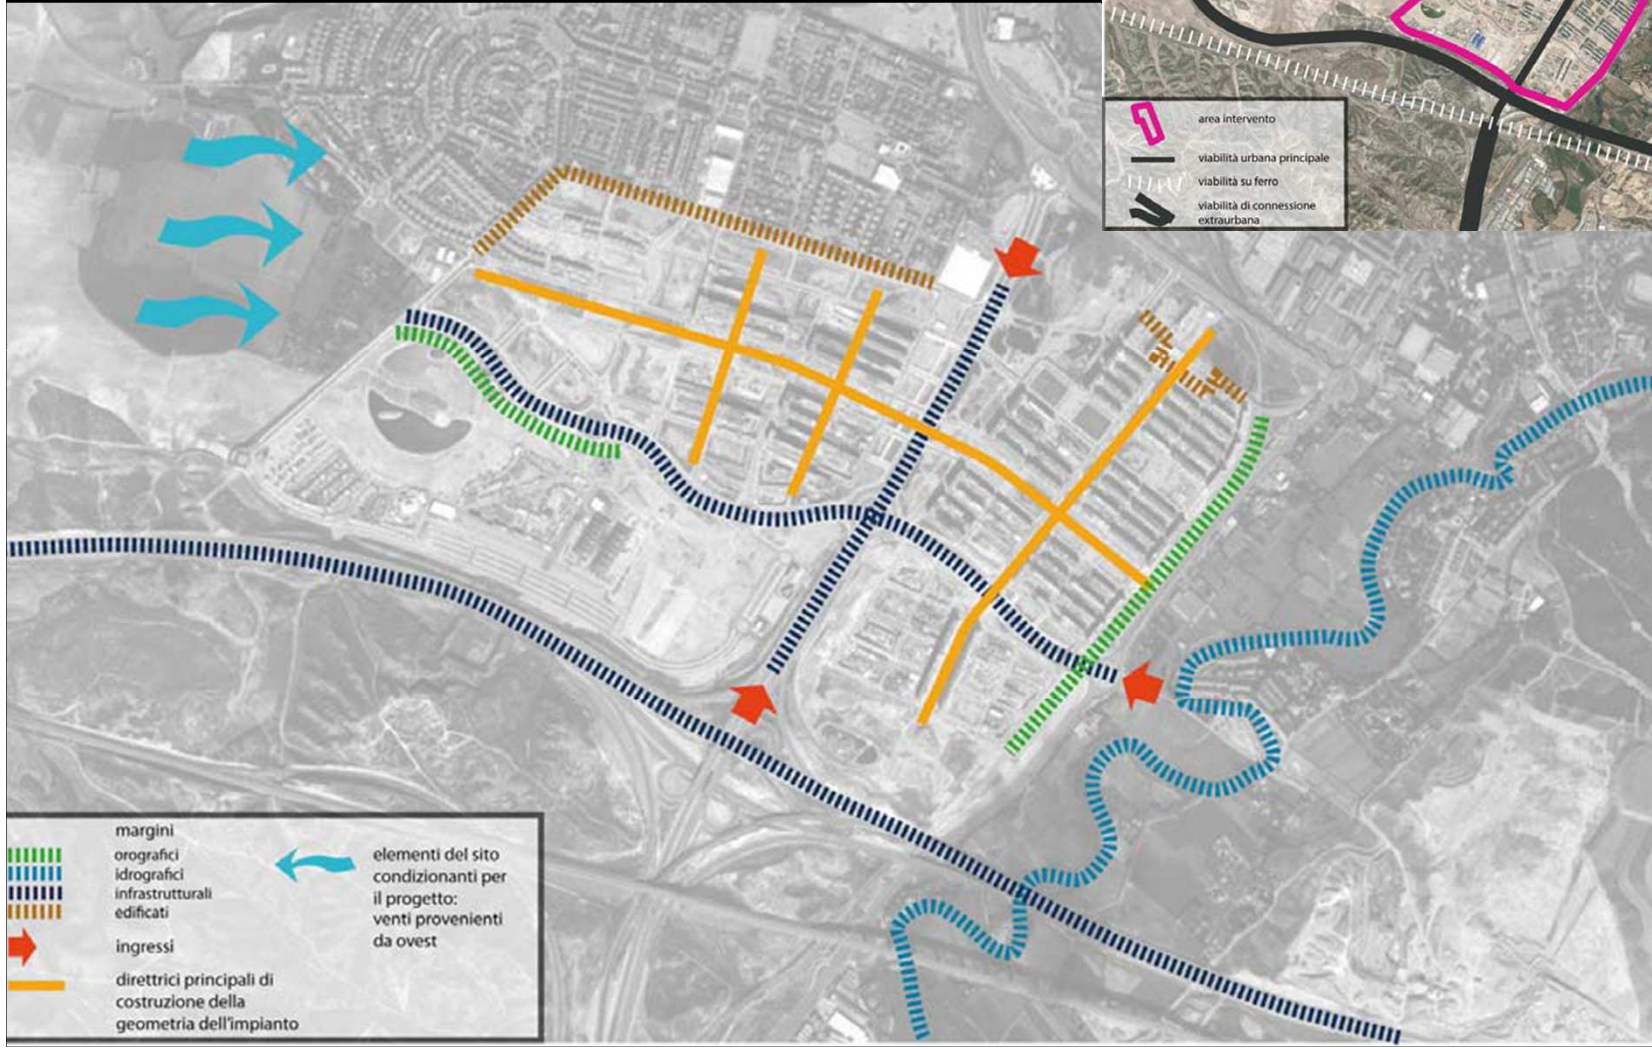 area intervento
viabilità urbana principale
viabilità su ferro
viabilità di connessione
extraurbana
margini
orografici
idrografici
infrastrutturali
edificati
ingressi
direttrici principali di
costruzione della
geometria dell'impianto
elementi del sito
condizionanti per
il progetto:
venti provenienti
da ovest